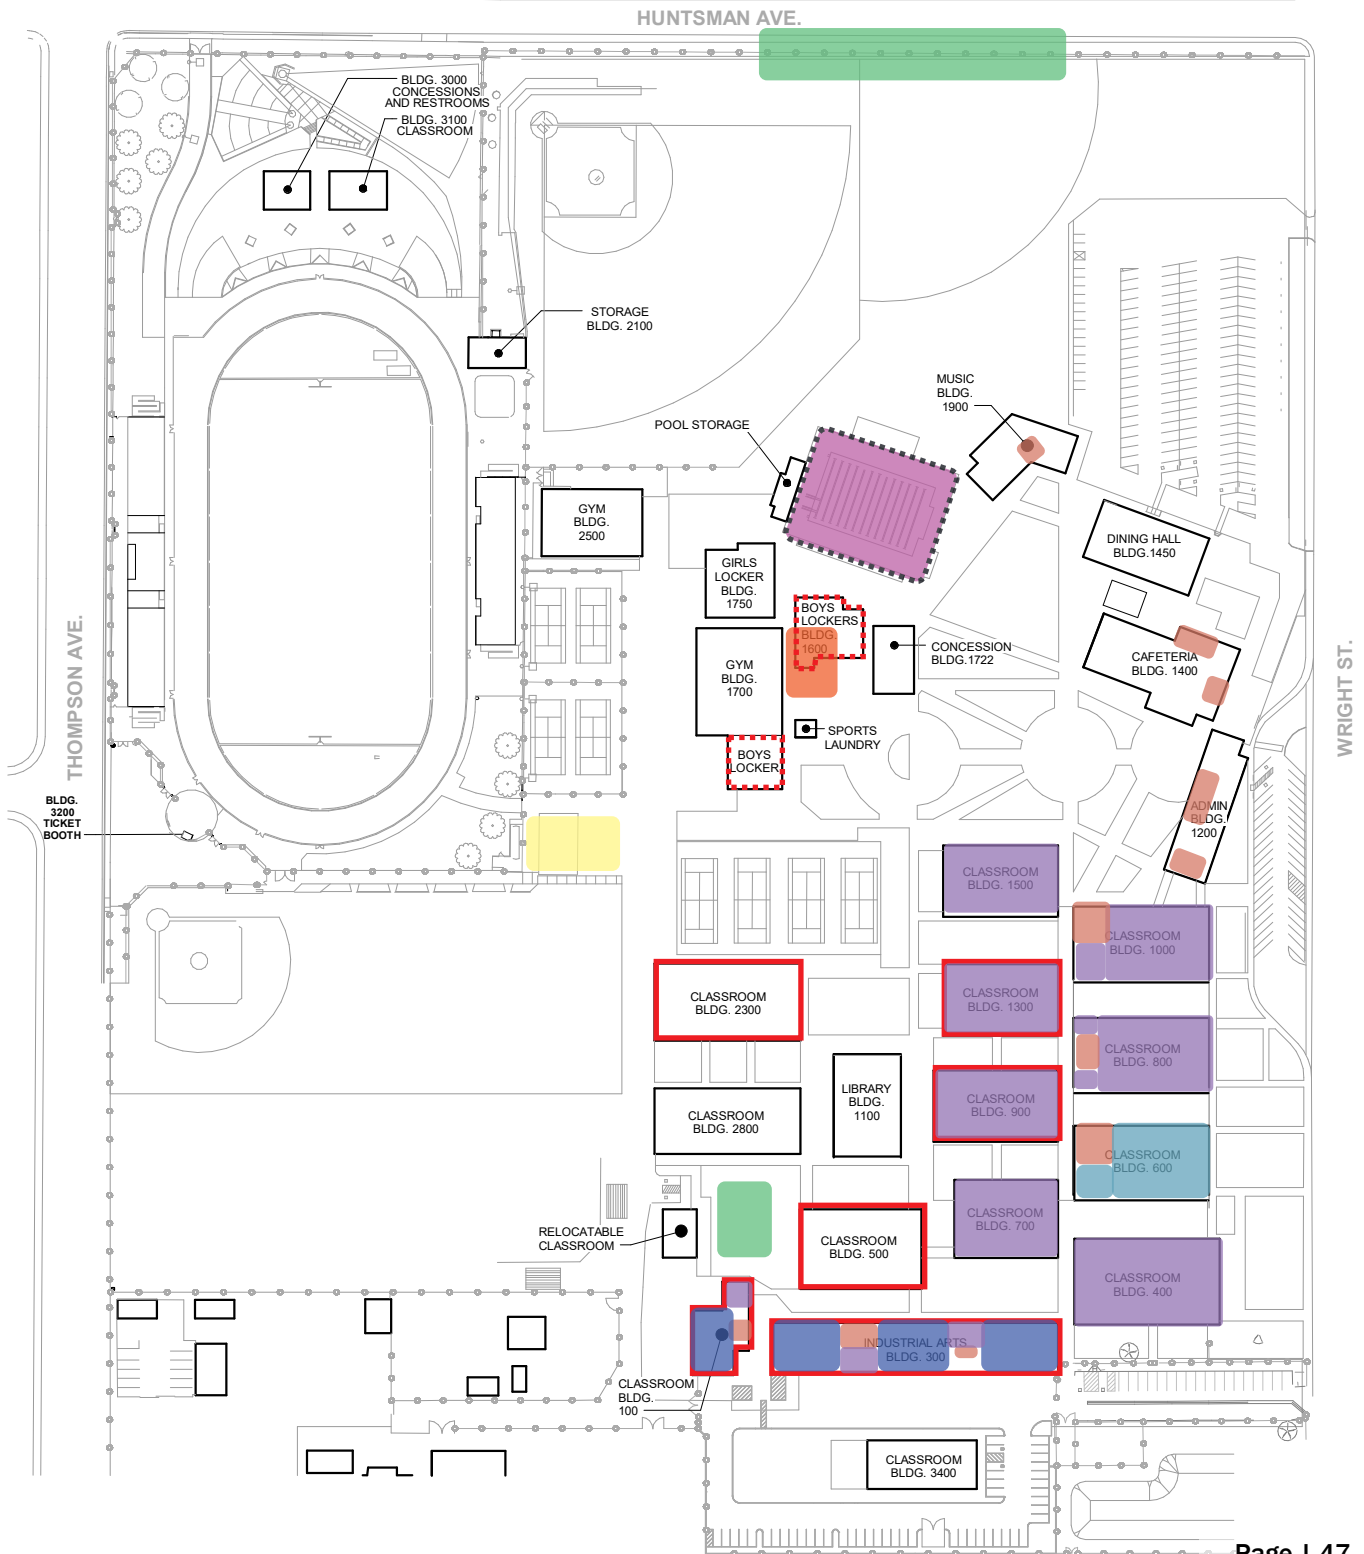 HUNTSMAN AVE.
BLDG. 3000
CONCESSIONS
AND RESTROOMS
BLDG. 3100
CLASSROOM
STORAGE
BLDG. 2100
MUSIC
BLDG.
1900
POOL STORAGE
GYM
BLDG.
2500
DINING HALL
BLDG.1450
GIRLS
LOCKER
BLDG.
1750
BOYS
LOCKERS
BLDG.
1600
CONCESSION
BLDG.1722
CAFETERIA
BLDG. 1400
GYM
BLDG.
1700
THOMPSON AVE.
WRIGHT ST.
SPORTS
LAUNDRY
BOYS
LOCKER
BLDG.
3200
TICKET
BOOTH
ADMIN
BLDG.
1200
CLASSROOM
BLDG. 1500
CLASSROOM
BLDG. 1000
CLASSROOM
BLDG. 2300
CLASSROOM
BLDG. 1300
CLASSROOM
BLDG. 800
LIBRARY
BLDG.
1100
CLASROOM
BLDG. 900
CLASSROOM
BLDG. 2800
CLASSROOM
BLDG. 600
CLASSROOM
BLDG. 700
RELOCATABLE
CLASSROOM
CLASSROOM
BLDG. 500
CLASSROOM
BLDG. 400
INDUSTRIAL ARTS
BLDG. 300
CLASSROOM
BLDG.
100
CLASSROOM
BLDG. 3400
Page | 47